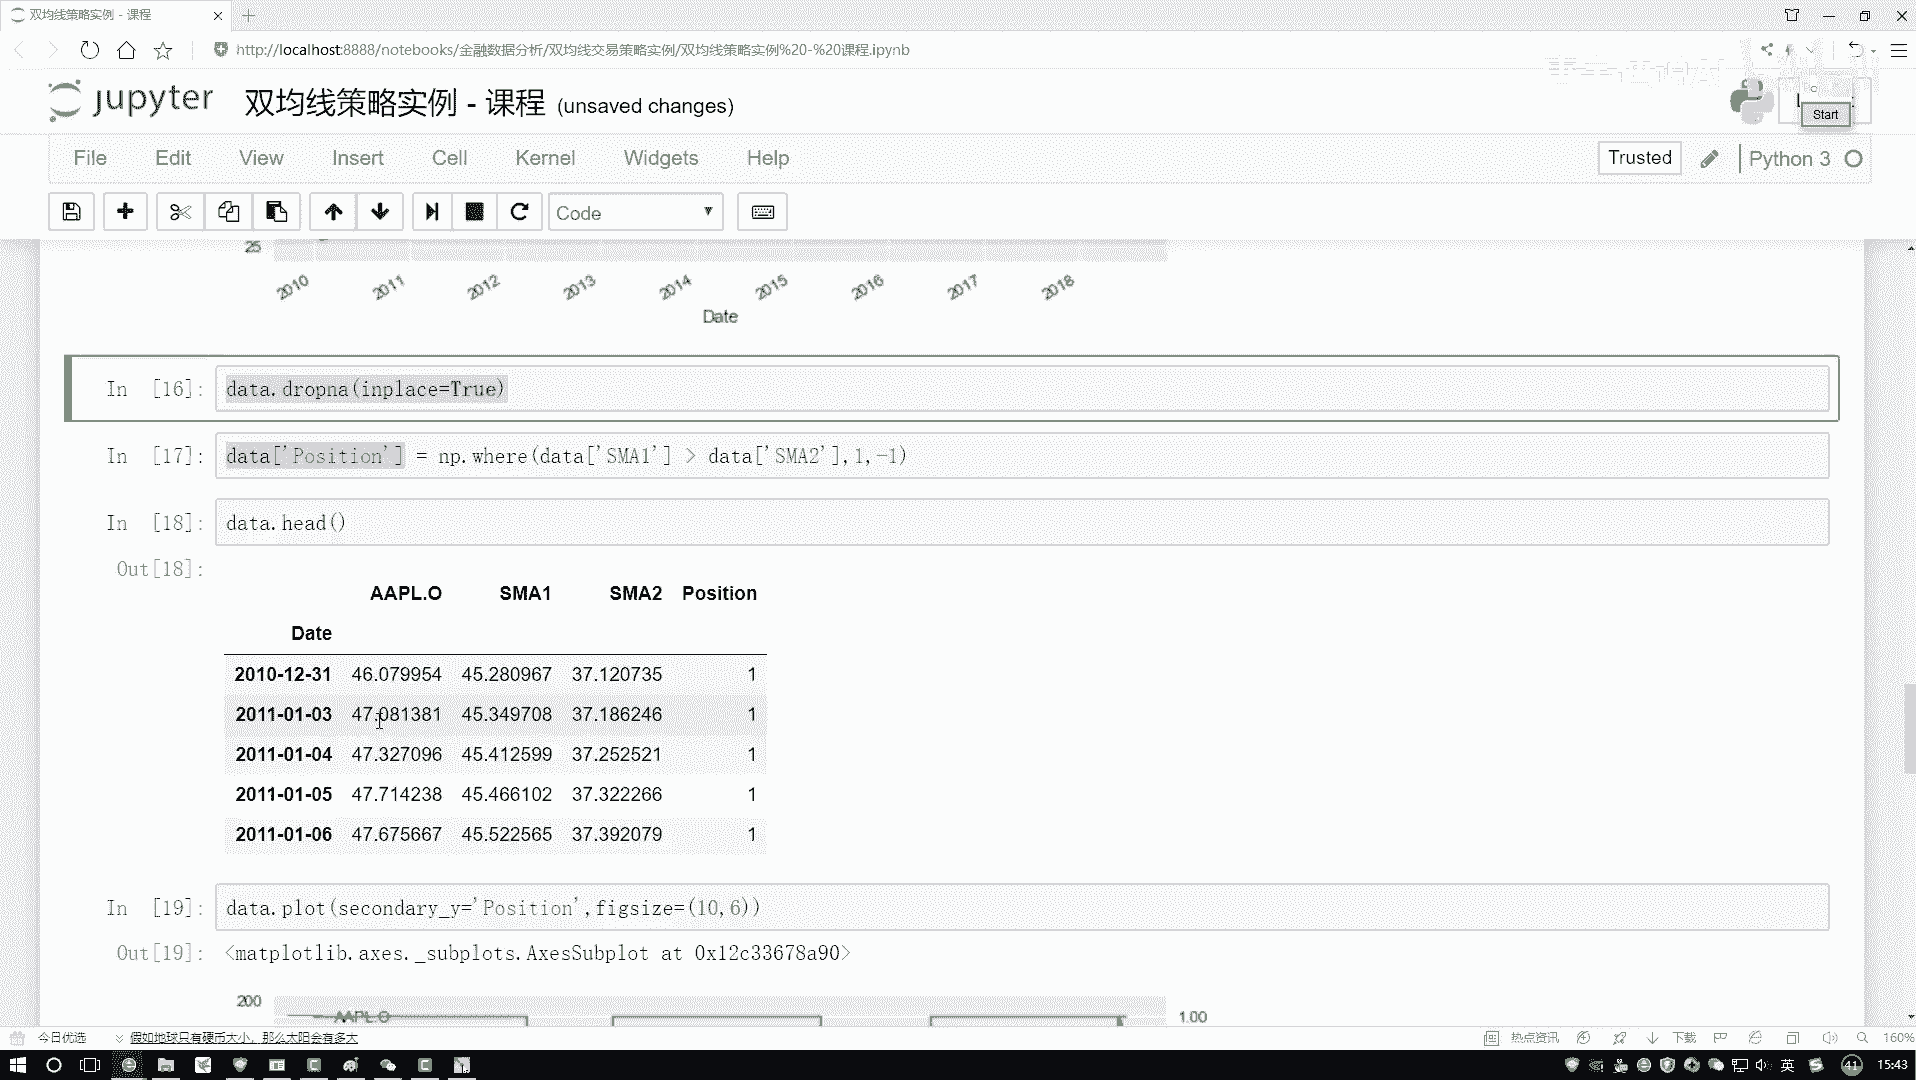 双均线策略实例 - 课程
http://localhost:8888/notebooks/金融数据分析/双均线交易策略实例/双均线策略实例%20-%20课程.ipynb
jupyter 双均线策略实例 - 课程 (unsaved changes)
Start
File Edit View Insert Cell Kernel Widgets Help
Trusted Python 3
Code
25
2010 2011 2012 2013 2014 2015 2016 2017 2018
Date
In [16]: data.dropna(inplace=True)
In [17]: data['Position'] = np.where(data['SMA1'] > data['SMA2'],1,-1)
In [18]: data.head()
Out[18]:
AAPL.O SMA1 SMA2 Position
Date
2010-12-31 46.079954 45.280967 37.120735 1
2011-01-03 47.081381 45.349708 37.186246 1
2011-01-04 47.327096 45.412599 37.252521 1
2011-01-05 47.714238 45.466102 37.322266 1
2011-01-06 47.675667 45.522565 37.392079 1
In [19]: data.plot(secondary_y='Position',figsize=(10,6))
Out[19]: <matplotlib.axes._subplots.AxesSubplot at 0x12c33678a90>
200
AAPL.O
1.00
今日优选 假如地球只有硬币大小，那么太阳会有多大
热点资讯 下载 160%
英 41 15:43